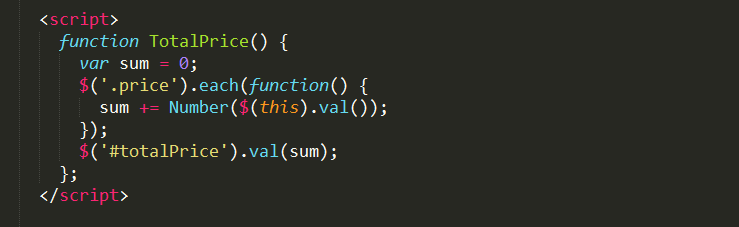 <script>
function TotalPrice() {
var sum = 0;
$('.price').each(function() {
sum += Number($(this).val());
});
$('#totalPrice').val(sum);
};
</script>